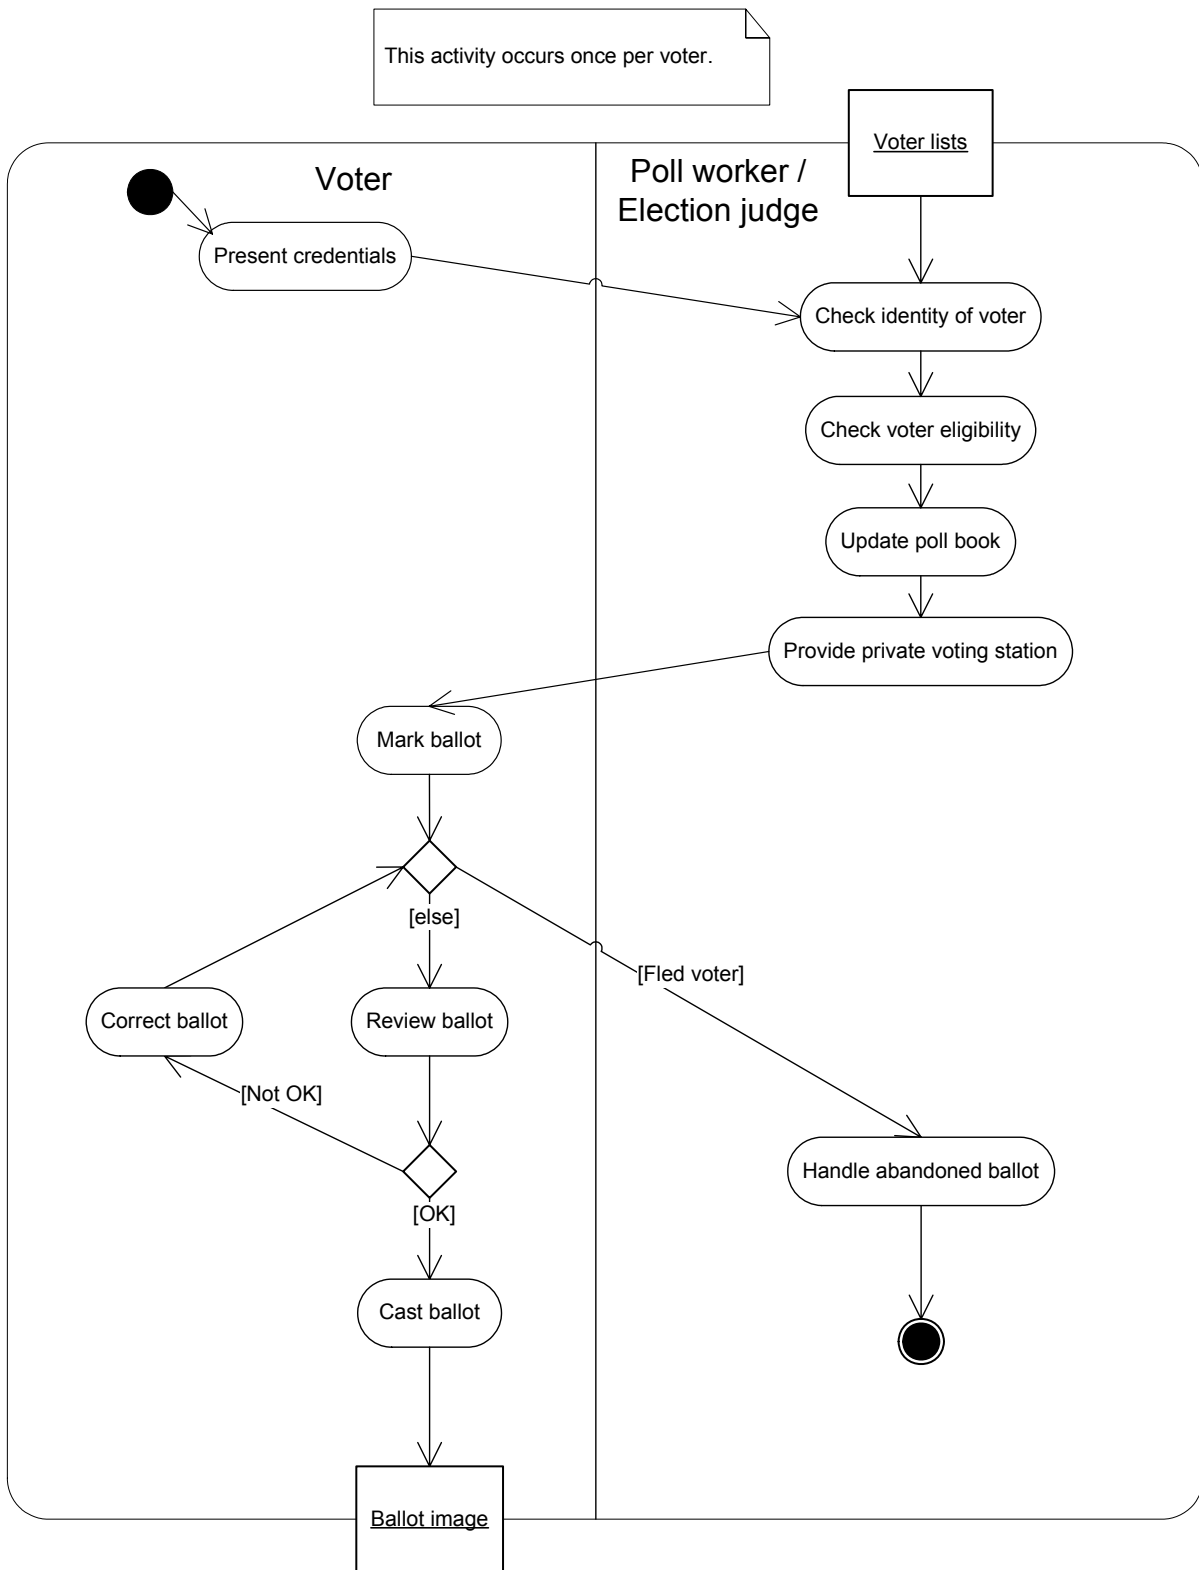 This activity occurs once per voter.
Voter lists
Voter
Poll worker /
Election judge
Present credentials
Check identity of voter
Check voter eligibility
Update poll book
Provide private voting station
Mark ballot
[else]
[Fled voter]
Correct ballot
Review ballot
[Not OK]
Handle abandoned ballot
[OK]
Cast ballot
Ballot image